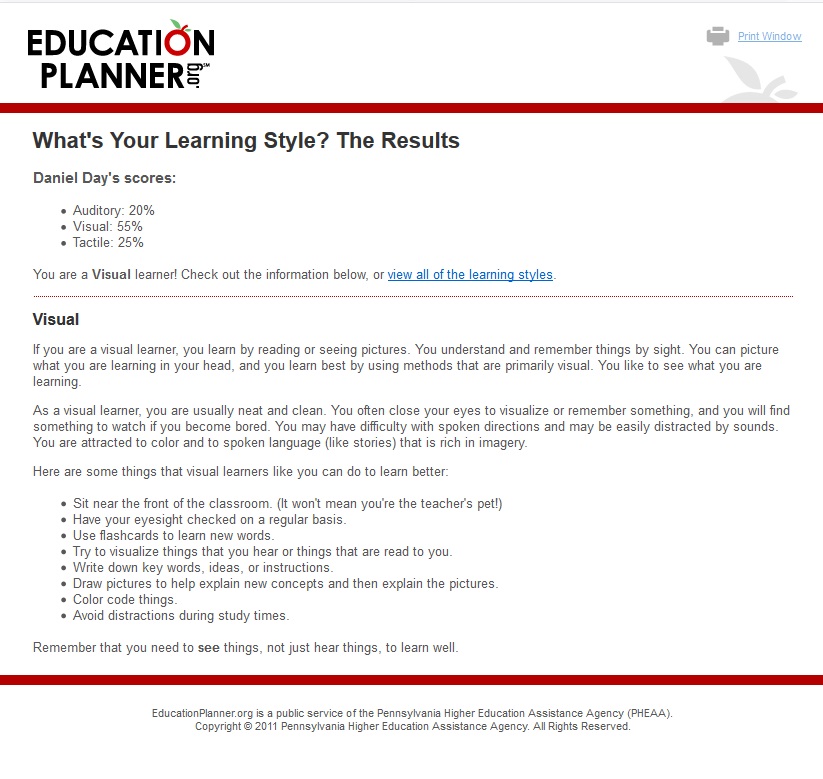 EDUCATION
PLANNER.org℠
Print Window
What's Your Learning Style? The Results
Daniel Day's scores:
• Auditory: 20%
• Visual: 55%
• Tactile: 25%
You are a Visual learner! Check out the information below, or view all of the learning styles.
Visual
If you are a visual learner, you learn by reading or seeing pictures. You understand and remember things by sight. You can picture
what you are learning in your head, and you learn best by using methods that are primarily visual. You like to see what you are
learning.
As a visual learner, you are usually neat and clean. You often close your eyes to visualize or remember something, and you will find
something to watch if you become bored. You may have difficulty with spoken directions and may be easily distracted by sounds.
You are attracted to color and to spoken language (like stories) that is rich in imagery.
Here are some things that visual learners like you can do to learn better:
• Sit near the front of the classroom. (It won't mean you're the teacher's pet!)
• Have your eyesight checked on a regular basis.
• Use flashcards to learn new words.
• Try to visualize things that you hear or things that are read to you.
• Write down key words, ideas, or instructions.
• Draw pictures to help explain new concepts and then explain the pictures.
• Color code things.
• Avoid distractions during study times.
Remember that you need to see things, not just hear things, to learn well.
EducationPlanner.org is a public service of the Pennsylvania Higher Education Assistance Agency (PHEAA).
Copyright © 2011 Pennsylvania Higher Education Assistance Agency. All Rights Reserved.